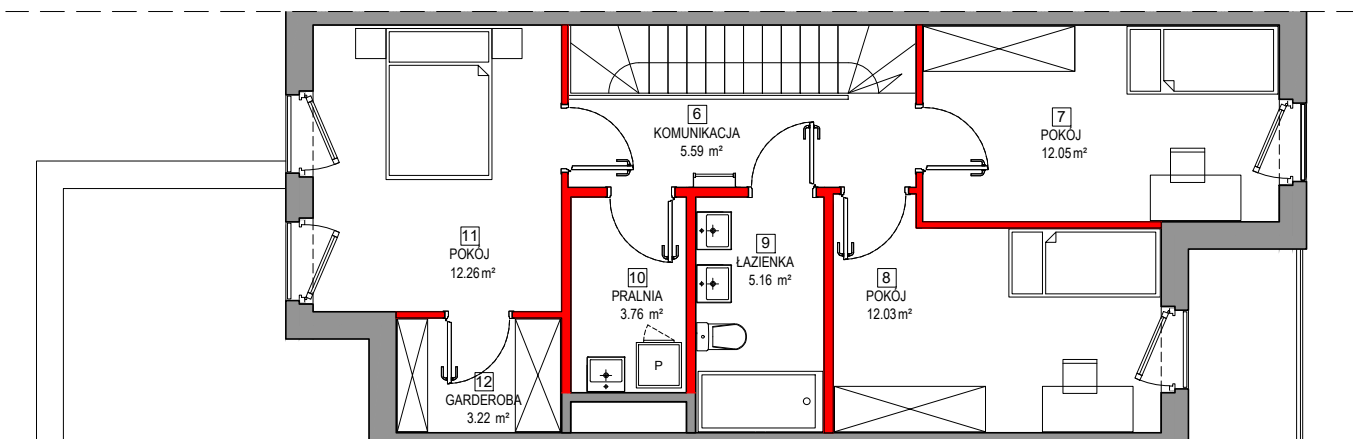 6
KOMUNIKACJA
5.59 m²
7
POKÓJ
12.05 m²
11
POKÓJ
12.26 m²
9
ŁAZIENKA
5.16 m²
10
PRALNIA
3.76 m²
8
POKÓJ
12.03 m²
P
12
GARDEROBA
3.22 m²